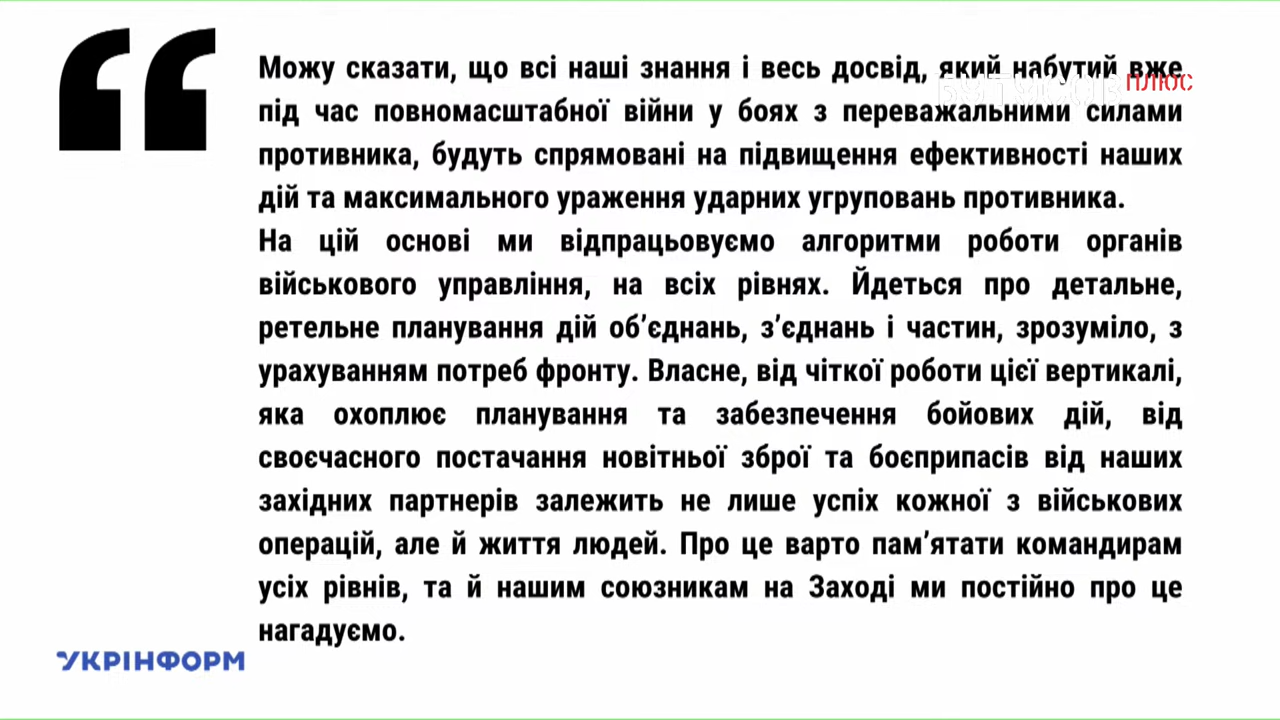 Можу сказати, що всі наші знання і весь досвід, який набутий вже
ПЛЮС
під час повномасштабної війни у боях з переважальними силами
противника, будуть спрямовані на підвищення ефективності наших
дій та максимального ураження ударних угруповань противника.
На цій основі ми відпрацьовуємо алгоритми роботи органів
військового управління, на всіх рівнях. Йдеться про детальне,
ретельне планування дій об’єднань, з’єднань і частин, зрозуміло, з
урахуванням потреб фронту. Власне, від чіткої роботи цієї вертикалі,
яка охоплює планування та забезпечення бойових дій, від
своєчасного постачання новітньої зброї та боєприпасів від наших
західних партнерів залежить не лише успіх кожної з військових
операцій, але й життя людей. Про це варто пам’ятати командирам
усіх рівнів, та й нашим союзникам на Заході ми постійно про це
нагадуємо.
УКРІНФОРМ